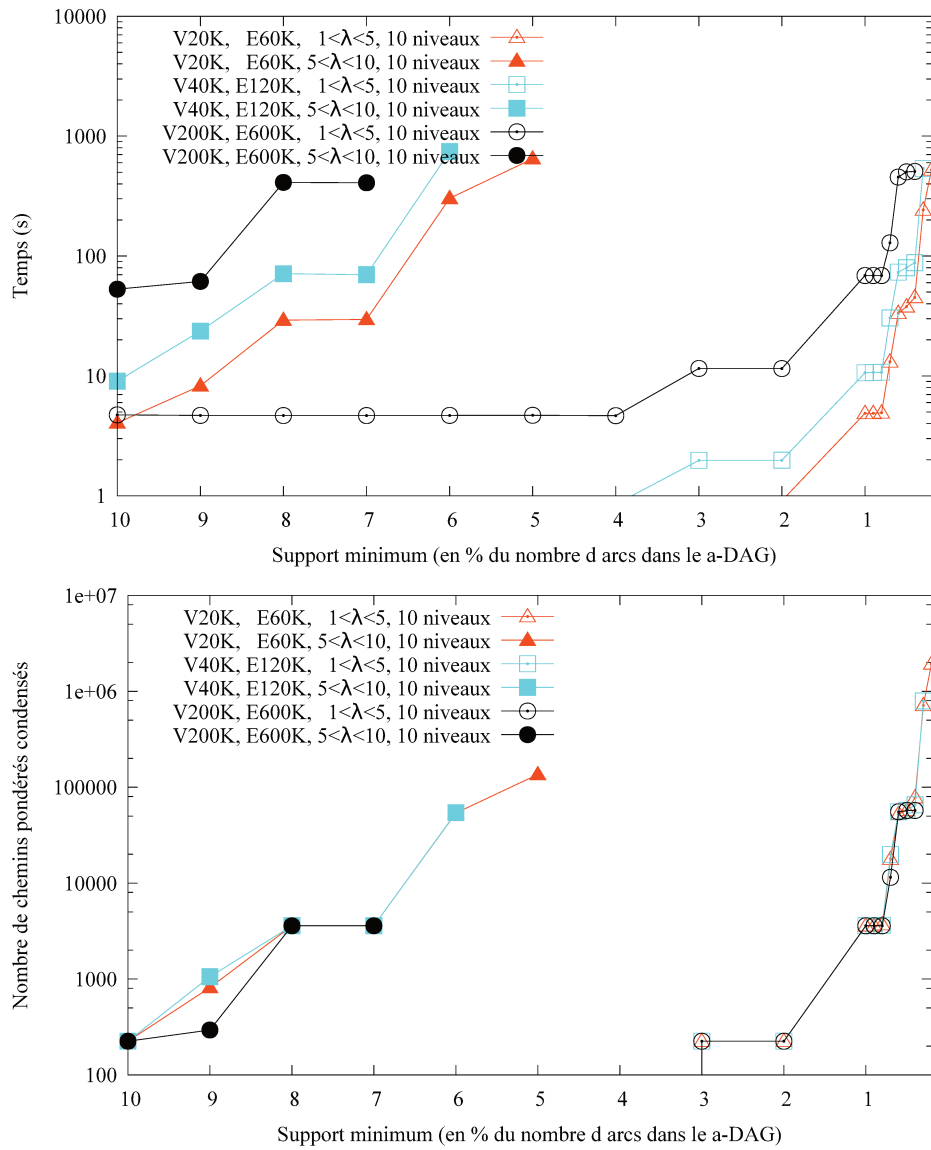 10000
1000
100
10
1
Temps (s)
V20K, E60K, 1<λ<5, 10 niveaux
V20K, E60K, 5<λ<10, 10 niveaux
V40K, E120K, 1<λ<5, 10 niveaux
V40K, E120K, 5<λ<10, 10 niveaux
V200K, E600K, 1<λ<5, 10 niveaux
V200K, E600K, 5<λ<10, 10 niveaux
10 9 8 7 6 5 4 3 2 1
Support minimum (en % du nombre d arcs dans le a-DAG)
1e+07
1e+06
100000
10000
1000
100
Nombre de chemins pondérés condensés
V20K, E60K, 1<λ<5, 10 niveaux
V20K, E60K, 5<λ<10, 10 niveaux
V40K, E120K, 1<λ<5, 10 niveaux
V40K, E120K, 5<λ<10, 10 niveaux
V200K, E600K, 1<λ<5, 10 niveaux
V200K, E600K, 5<λ<10, 10 niveaux
10 9 8 7 6 5 4 3 2 1
Support minimum (en % du nombre d arcs dans le a-DAG)